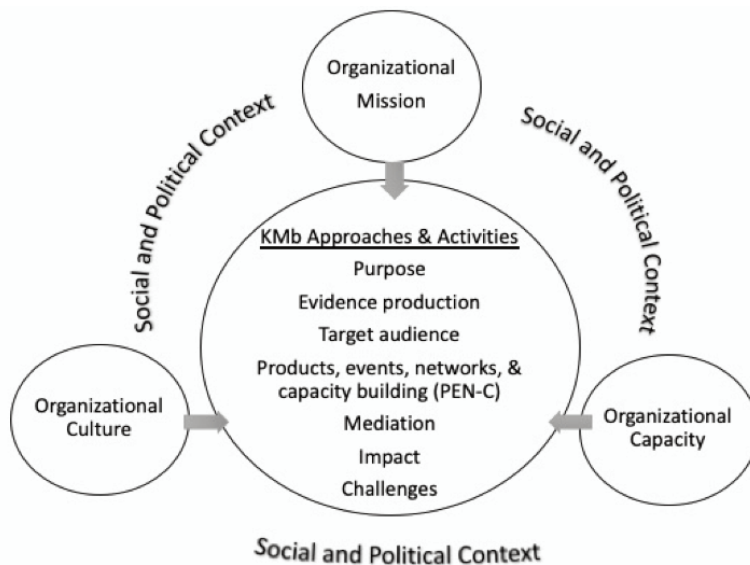 Organizational
Mission
Social and Political Context
Social and Political Context
KMb Approaches & Activities
Purpose
Evidence production
Target audience
Products, events, networks, &
capacity building (PEN-C)
Mediation
Impact
Challenges
Organizational
Culture
Organizational
Capacity
Social and Political Context